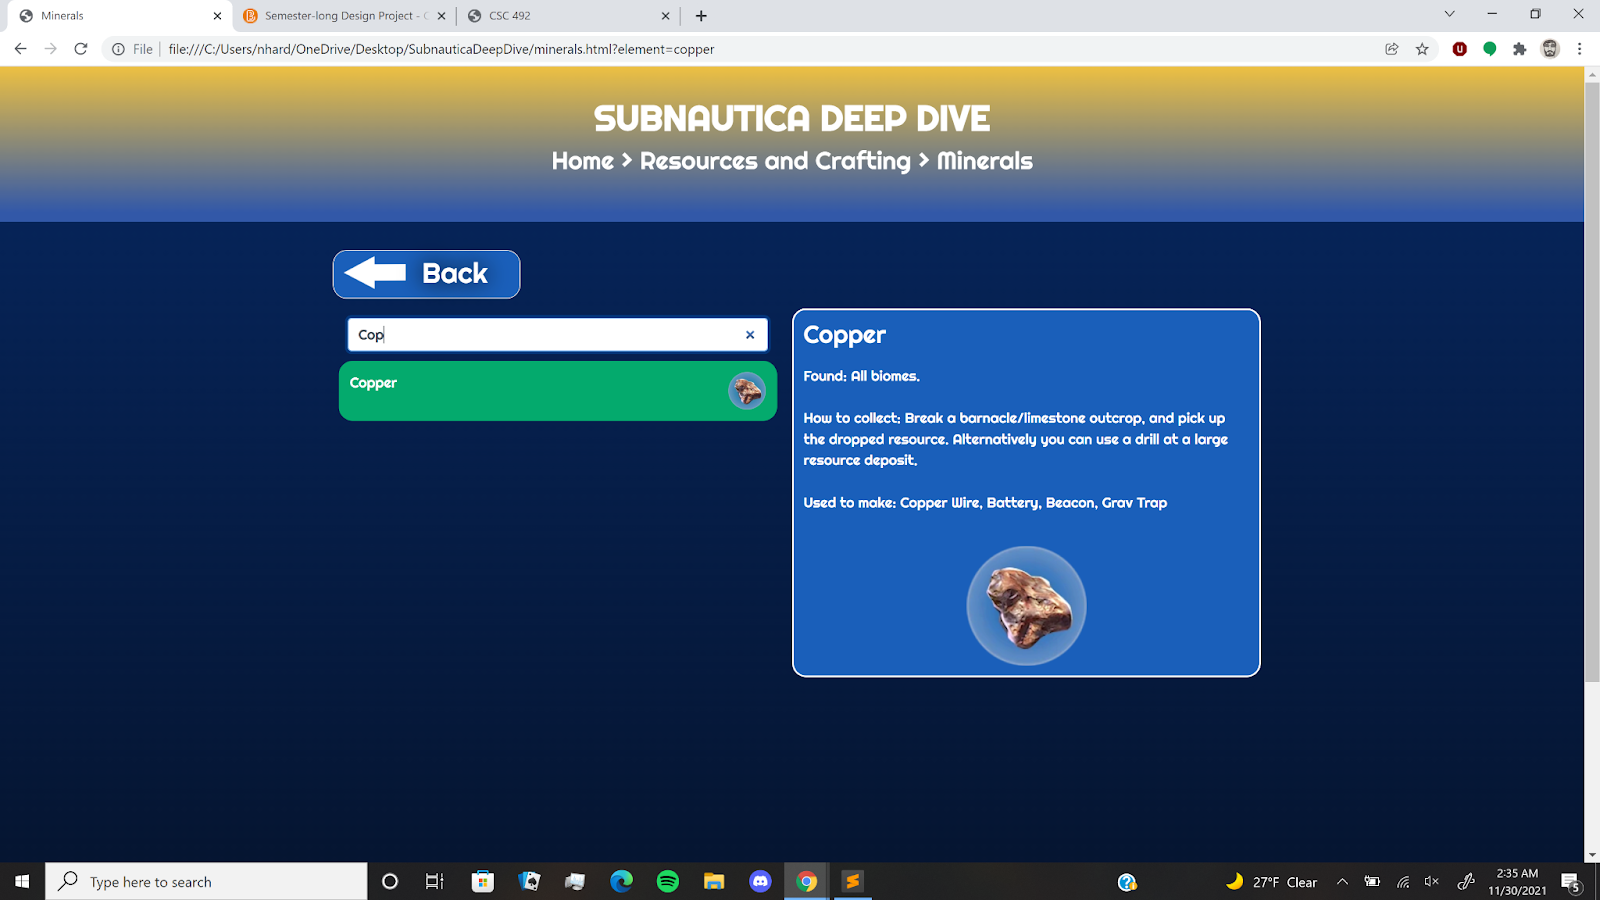 Minerals
Semester-long Design Project - C
CSC 492
File
file:///C:/Users/nhard/OneDrive/Desktop/SubnauticaDeepDive/minerals.html?element=copper
SUBNAUTICA DEEP DIVE
Home > Resources and Crafting > Minerals
Back
Cop
Copper
Copper
Found: All biomes.
How to collect: Break a barnacle/limestone outcrop, and pick up
the dropped resource. Alternatively you can use a drill at a large
resource deposit.
Used to make: Copper Wire, Battery, Beacon, Grav Trap
Type here to search
27°F Clear
2:35 AM
11/30/2021
5